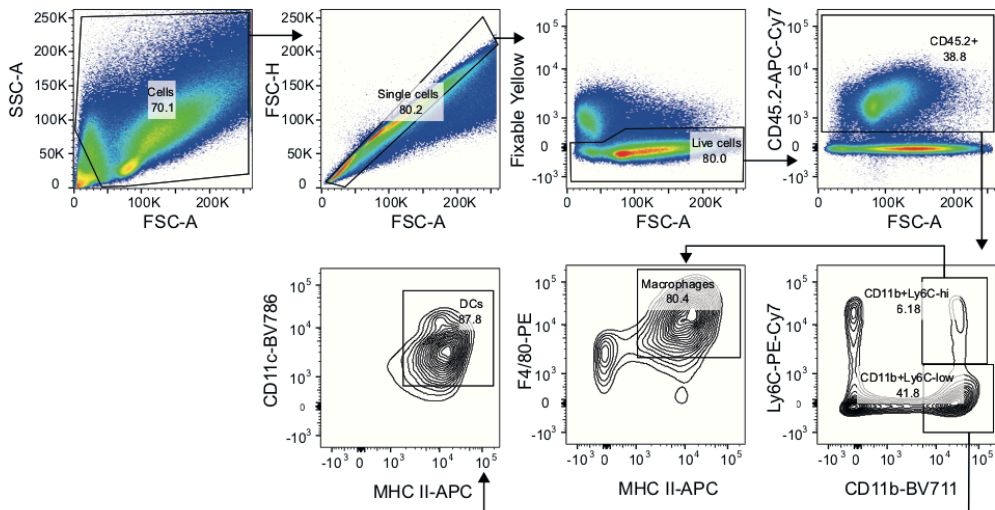 SSC-A
250K
200K
150K
100K
50K
0
Cells
70.1
0
100K
200K
FSC-A
FSC-H
250K
200K
150K
100K
50K
0
Single cells
80.2
0
100K
200K
FSC-A
Fixable Yellow
10^5
10^4
10^3
0
-10^3
Live cells
80.0
0
100K
200K
FSC-A
CD45.2-APC-Cy7
10^5
10^4
10^3
0
-10^3
CD45.2+
38.8
0
100K
200K
FSC-A
CD11c-BV786
10^5
10^4
10^3
0
-10^3
DCs
87.8
-10^3
0
10^3
10^4
10^5
MHC II-APC
F4/80-PE
10^5
10^4
10^3
0
-10^3
Macrophages
80.4
-10^3
0
10^3
10^4
10^5
MHC II-APC
Ly6C-PE-Cy7
10^5
10^4
10^3
0
-10^3
CD11b+Ly6C-hi
6.18
CD11b+Ly6C-low
41.8
-10^3
0
10^3
10^4
10^5
CD11b-BV711